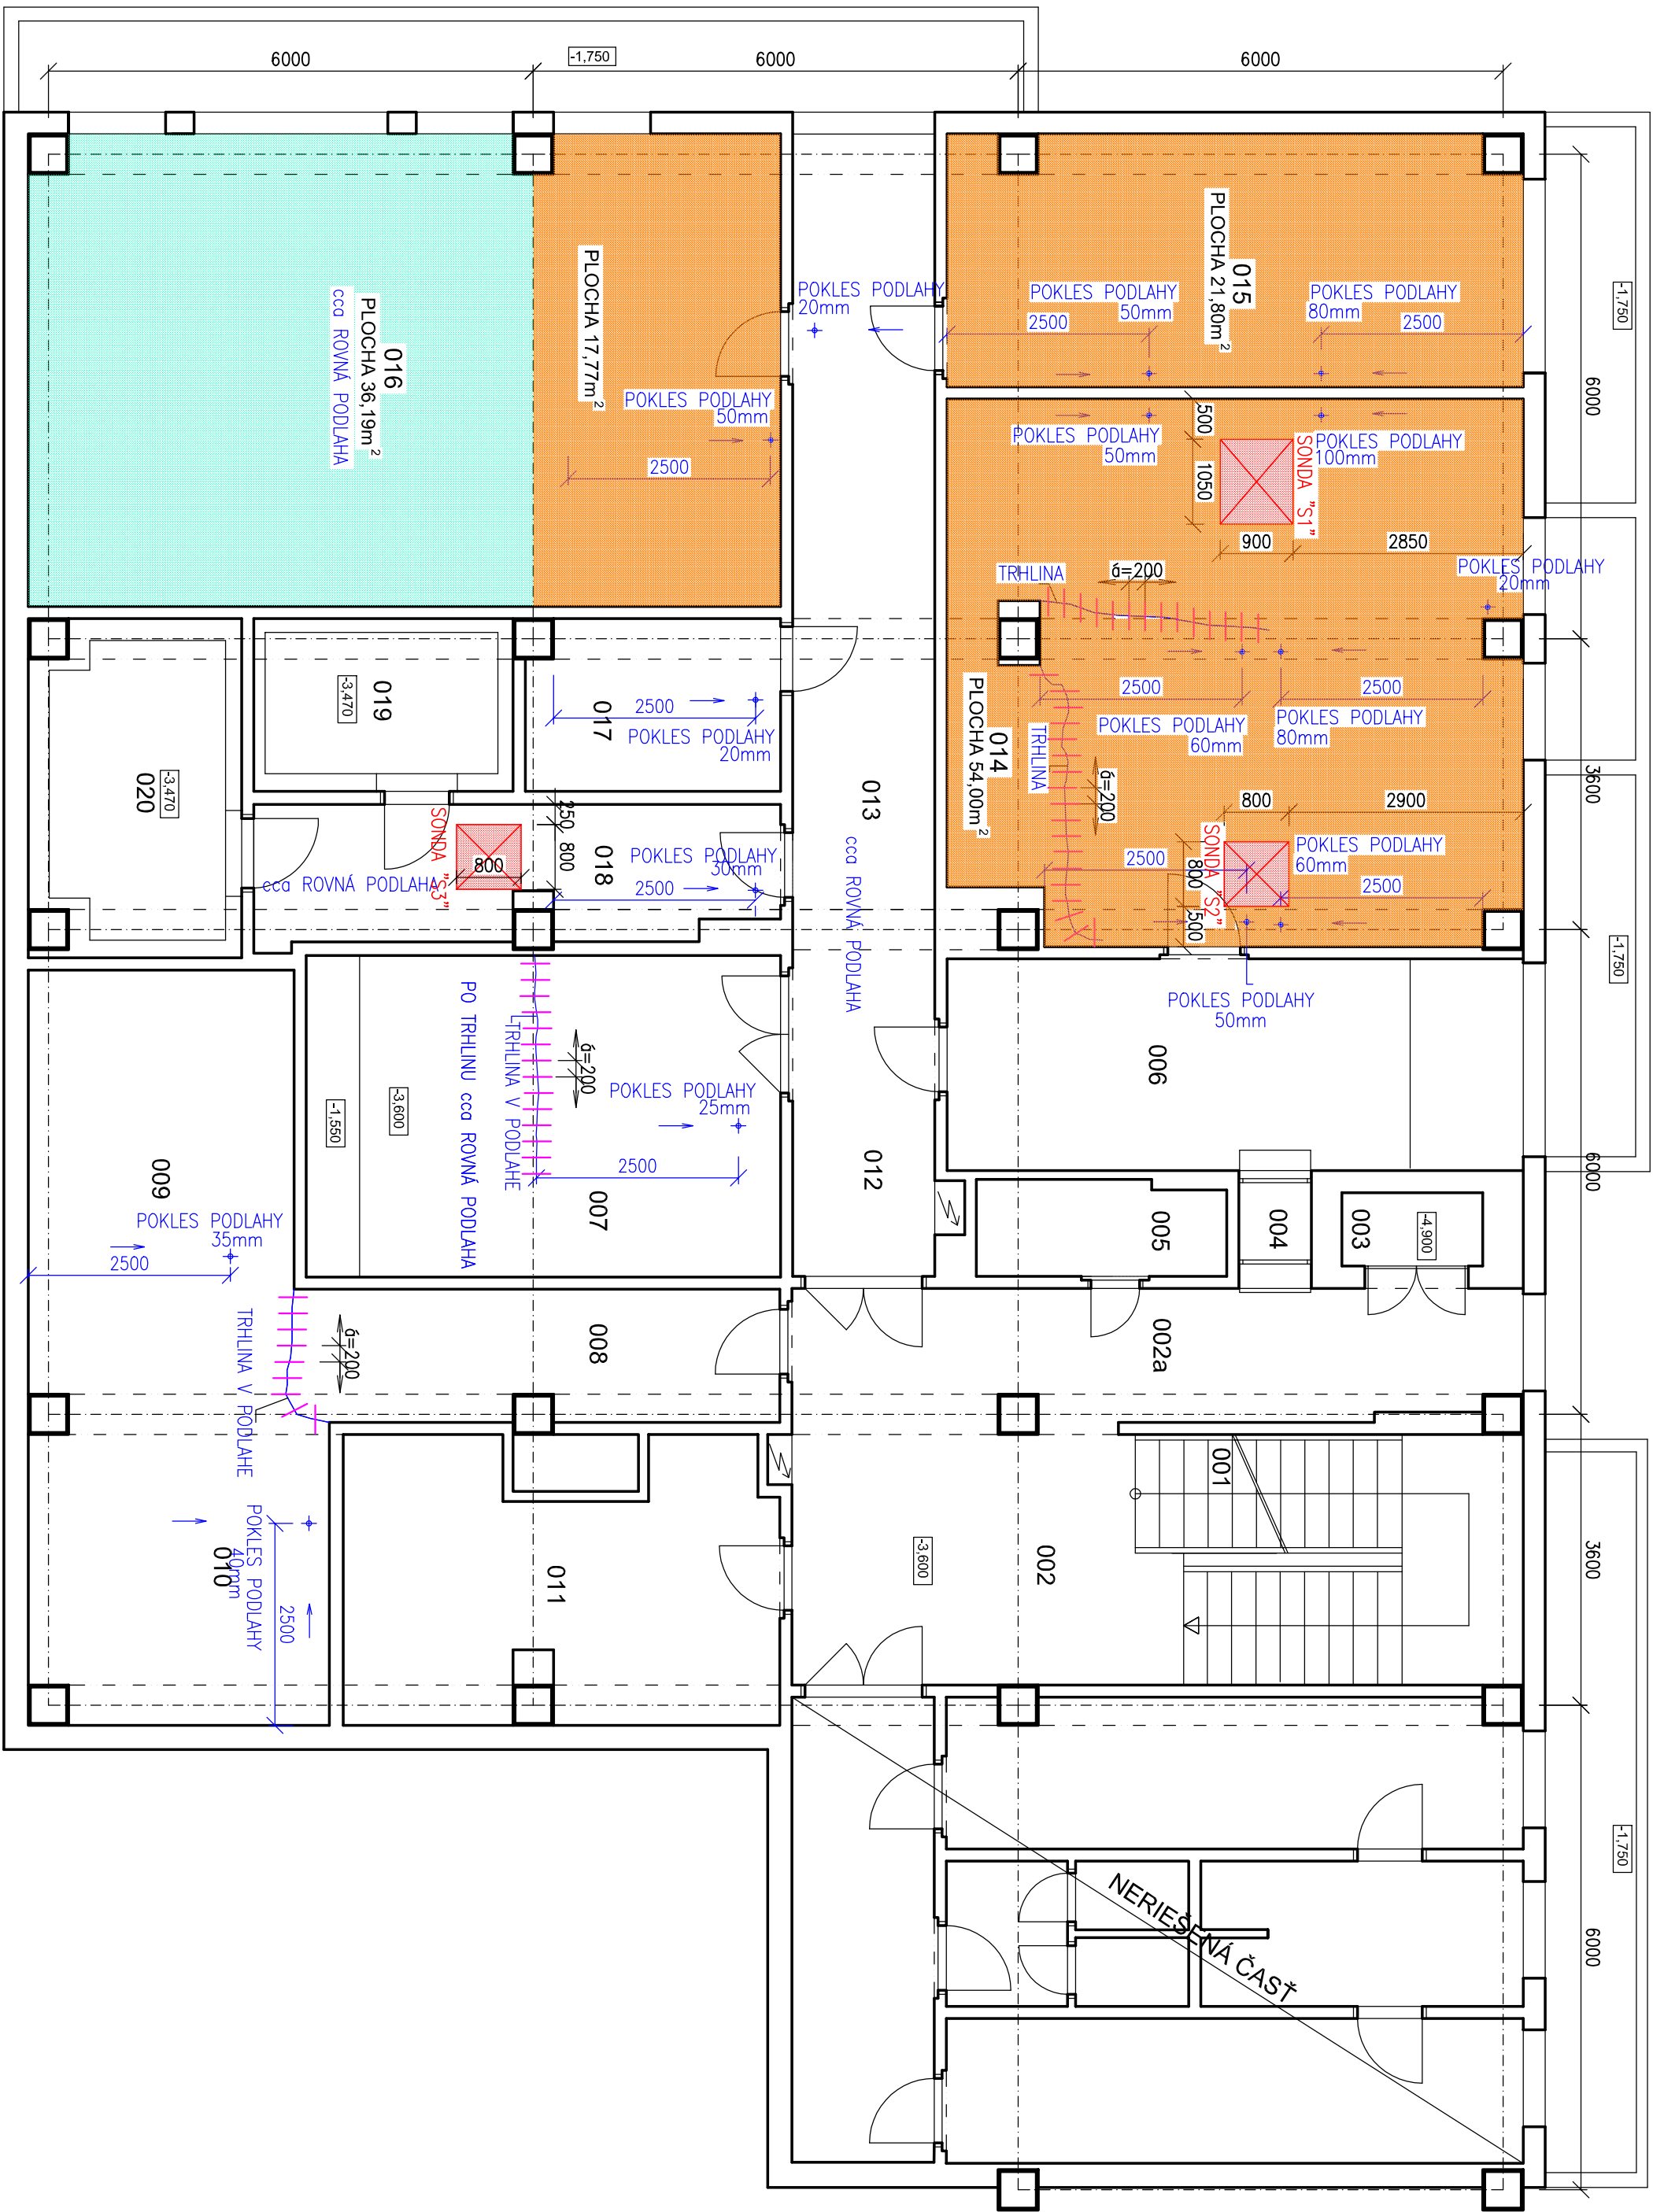 6000
-1,750
6000
6000
-1,750
6000
3600
-1,750
6000
3600
-1,750
6000
015
PLOCHA 21,80m²
POKLES PODLAHY
50mm
2500
POKLES PODLAHY
80mm
2500
POKLES PODLAHY
20mm
PLOCHA 17,77m²
POKLES PODLAHY
50mm
2500
016
PLOCHA 36,19m²
cca ROVNÁ PODLAHA
POKLES PODLAHY
50mm
500
1050
SONDA "S1"
POKLES PODLAHY
100mm
900
2850
POKLES PODLAHY
20mm
TRHLINA
á=200
2500
2500
POKLES PODLAHY
60mm
POKLES PODLAHY
80mm
014
PLOCHA 54,00m²
TRHLINA
á=200
800
2900
SONDA "S2"
800
500
POKLES PODLAHY
60mm
2500
2500
POKLES PODLAHY
50mm
013
cca ROVNÁ PODLAHA
017
2500
POKLES PODLAHY
20mm
019
-3,470
020
-3,470
018
250
800
POKLES PODLAHY
30mm
2500
SONDA "S3"
800
cca ROVNÁ PODLAHA
006
007
á=200
TRHLINA V PODLAHE
PO TRHLINU cca ROVNÁ PODLAHA
POKLES PODLAHY
25mm
2500
-3,600
-1,550
012
005
004
003
-4,900
009
POKLES PODLAHY
35mm
2500
TRHLINA V PODLAHE
á=200
008
002a
001
002
-3,600
010
POKLES PODLAHY
40mm
2500
011
NERIEŠENÁ ČASŤ